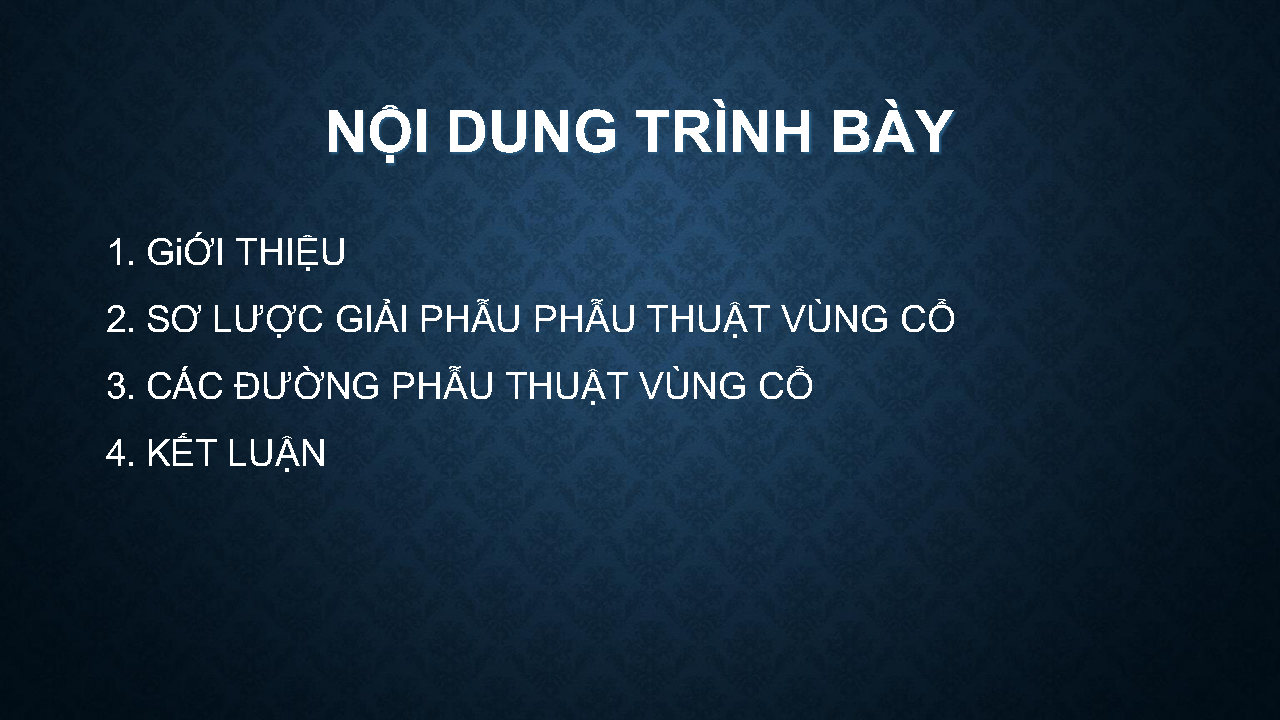 NỘI DUNG TRÌNH BÀY
1. GiỚI THIỆU
2. SƠ LƯỢC GIẢI PHẪU PHẪU THUẬT VÙNG CỔ
3. CÁC ĐƯỜNG PHẪU THUẬT VÙNG CỔ
4. KẾT LUẬN